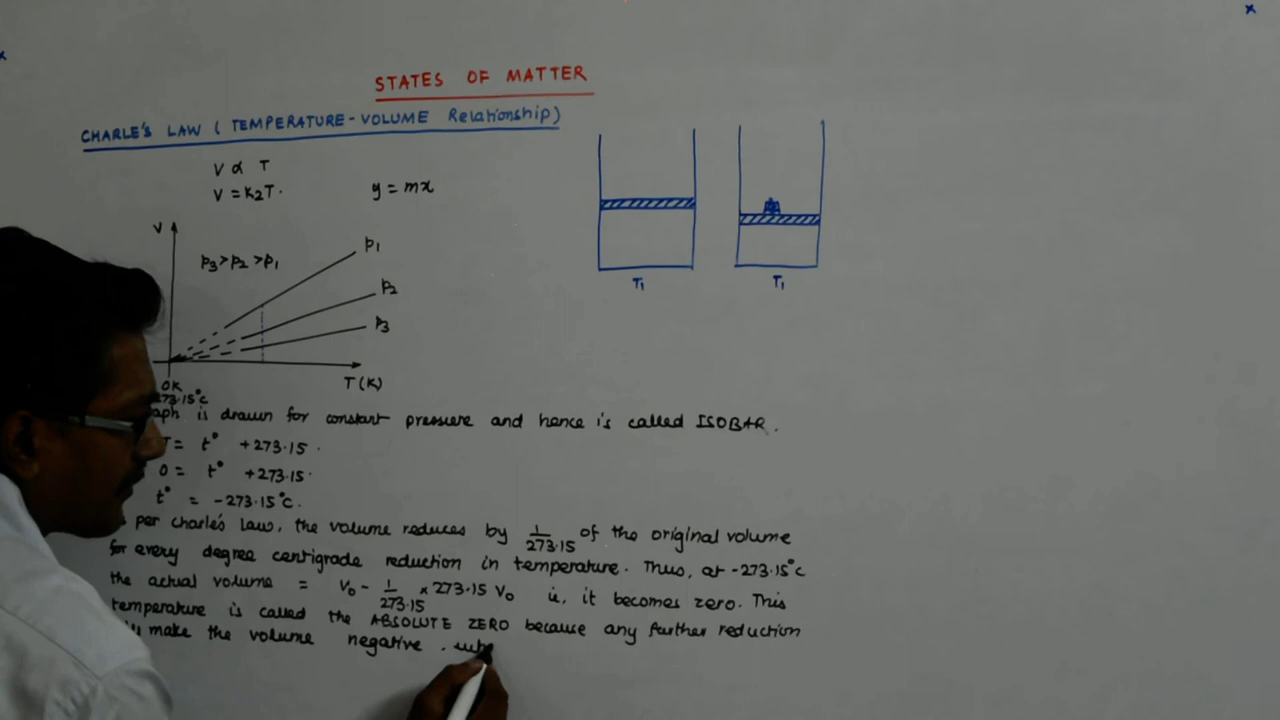 STATES OF MATTER
CHARLE'S LAW ( TEMPERATURE - VOLUME Relationship)
V α T
V = K2T.
y = mx
V
P3 > P2 > P1
P1
P2
P3
0K
273.15°C
T (K)
T1
T1
is drawn for constant pressure and hence is called ISOBAR.
= t° + 273.15.
0 = t° + 273.15.
t° = -273.15°C.
per charle's Law, the volume reduces by 1/273.15 of the original volume
for every degree centigrade reduction in temperature. Thus, at -273.15°C
the actual volume = V0 - 1/273.15 × 273.15 V0 ie, it becomes zero. This
temperature is called the ABSOLUTE ZERO because any further reduction
make the volume negative.